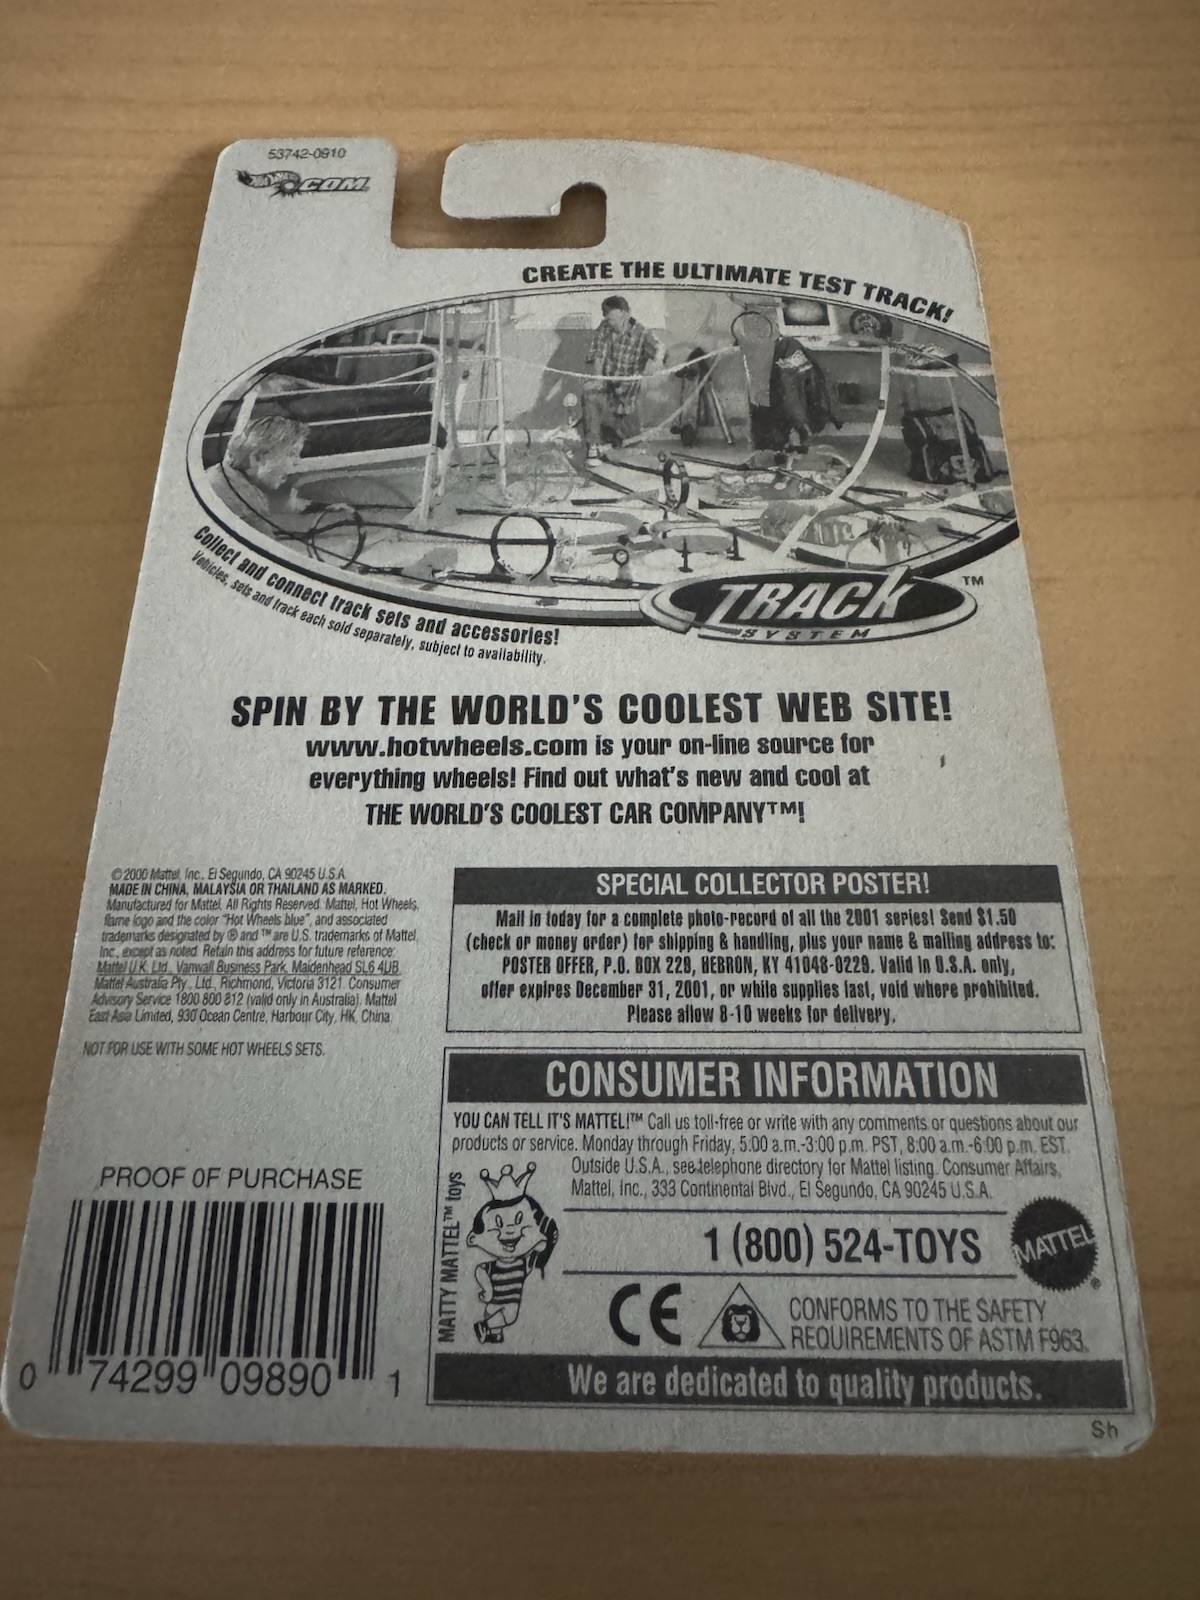 53742-0910
Hot Wheels.COM
CREATE THE ULTIMATE TEST TRACK!
Collect and connect track sets and accessories!
Vehicles, sets and track each sold separately, subject to availability.
TRACK™
SYSTEM
SPIN BY THE WORLD'S COOLEST WEB SITE!
www.hotwheels.com is your on-line source for
everything wheels! Find out what's new and cool at
THE WORLD'S COOLEST CAR COMPANY™!
©2000 Mattel, Inc., El Segundo, CA 90245 U.S.A.
MADE IN CHINA, MALAYSIA OR THAILAND AS MARKED.
Manufactured for Mattel. All Rights Reserved. Mattel, Hot Wheels,
flame logo and the color "Hot Wheels blue", and associated
trademarks designated by ® and ™ are U.S. trademarks of Mattel,
Inc., except as noted. Retain this address for future reference:
Mattel U.K. Ltd., Vanwall Business Park, Maidenhead SL6 4UB.
Mattel Australia Pty., Ltd., Richmond, Victoria 3121. Consumer
Advisory Service 1800 800 812 (valid only in Australia). Mattel
East Asia Limited, 930 Ocean Centre, Harbour City, HK, China.
NOT FOR USE WITH SOME HOT WHEELS SETS.
SPECIAL COLLECTOR POSTER!
Mail in today for a complete photo-record of all the 2001 series! Send $1.50
(check or money order) for shipping & handling, plus your name & mailing address to:
POSTER OFFER, P.O. BOX 229, HEBRON, KY 41048-0229. Valid in U.S.A. only,
offer expires December 31, 2001, or while supplies last, void where prohibited.
Please allow 8-10 weeks for delivery.
CONSUMER INFORMATION
YOU CAN TELL IT'S MATTEL!™ Call us toll-free or write with any comments or questions about our
products or service. Monday through Friday, 5:00 a.m.-3:00 p.m. PST, 8:00 a.m.-6:00 p.m. EST.
Outside U.S.A., see telephone directory for Mattel listing. Consumer Affairs,
Mattel, Inc., 333 Continental Blvd., El Segundo, CA 90245 U.S.A.
MATTY MATTEL™ toys
1 (800) 524-TOYS
MATTEL®
CE
CONFORMS TO THE SAFETY
REQUIREMENTS OF ASTM F963.
We are dedicated to quality products.
PROOF OF PURCHASE
0 74299 09890 1
Sh